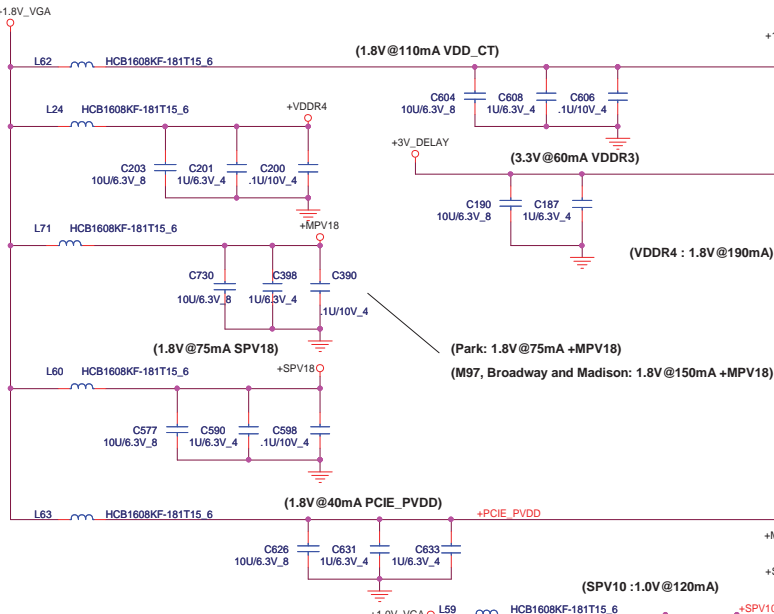 -1.8V_VGA
(1.8V@110mA VDD_CT)
L62 HCB1608KF-181T15_6
C604 C608 C606
10U/6.3V_8 1U/6.3V_4 .1U/10V_4
L24 HCB1608KF-181T15_6
+VDDR4
C203 C201 C200
10U/6.3V_8 1U/6.3V_4 .1U/10V_4
+3V_DELAY
(3.3V@60mA VDDR3)
C190 C187
10U/6.3V_8 1U/6.3V_4
(VDDR4 : 1.8V@190mA)
L71 HCB1608KF-181T15_6
+MPV18
C730 C398 C390
10U/6.3V_8 1U/6.3V_4 .1U/10V_4
(Park: 1.8V@75mA +MPV18)
(M97, Broadway and Madison: 1.8V@150mA +MPV18)
(1.8V@75mA SPV18)
L60 HCB1608KF-181T15_6
+SPV18
C577 C590 C598
10U/6.3V_8 1U/6.3V_4 .1U/10V_4
(1.8V@40mA PCIE_PVDD)
L63 HCB1608KF-181T15_6
+PCIE_PVDD
C626 C631 C633
10U/6.3V_8 1U/6.3V_4 1U/6.3V_4
(SPV10 :1.0V@120mA)
L59 HCB1608KF-181T15_6
+SPV10